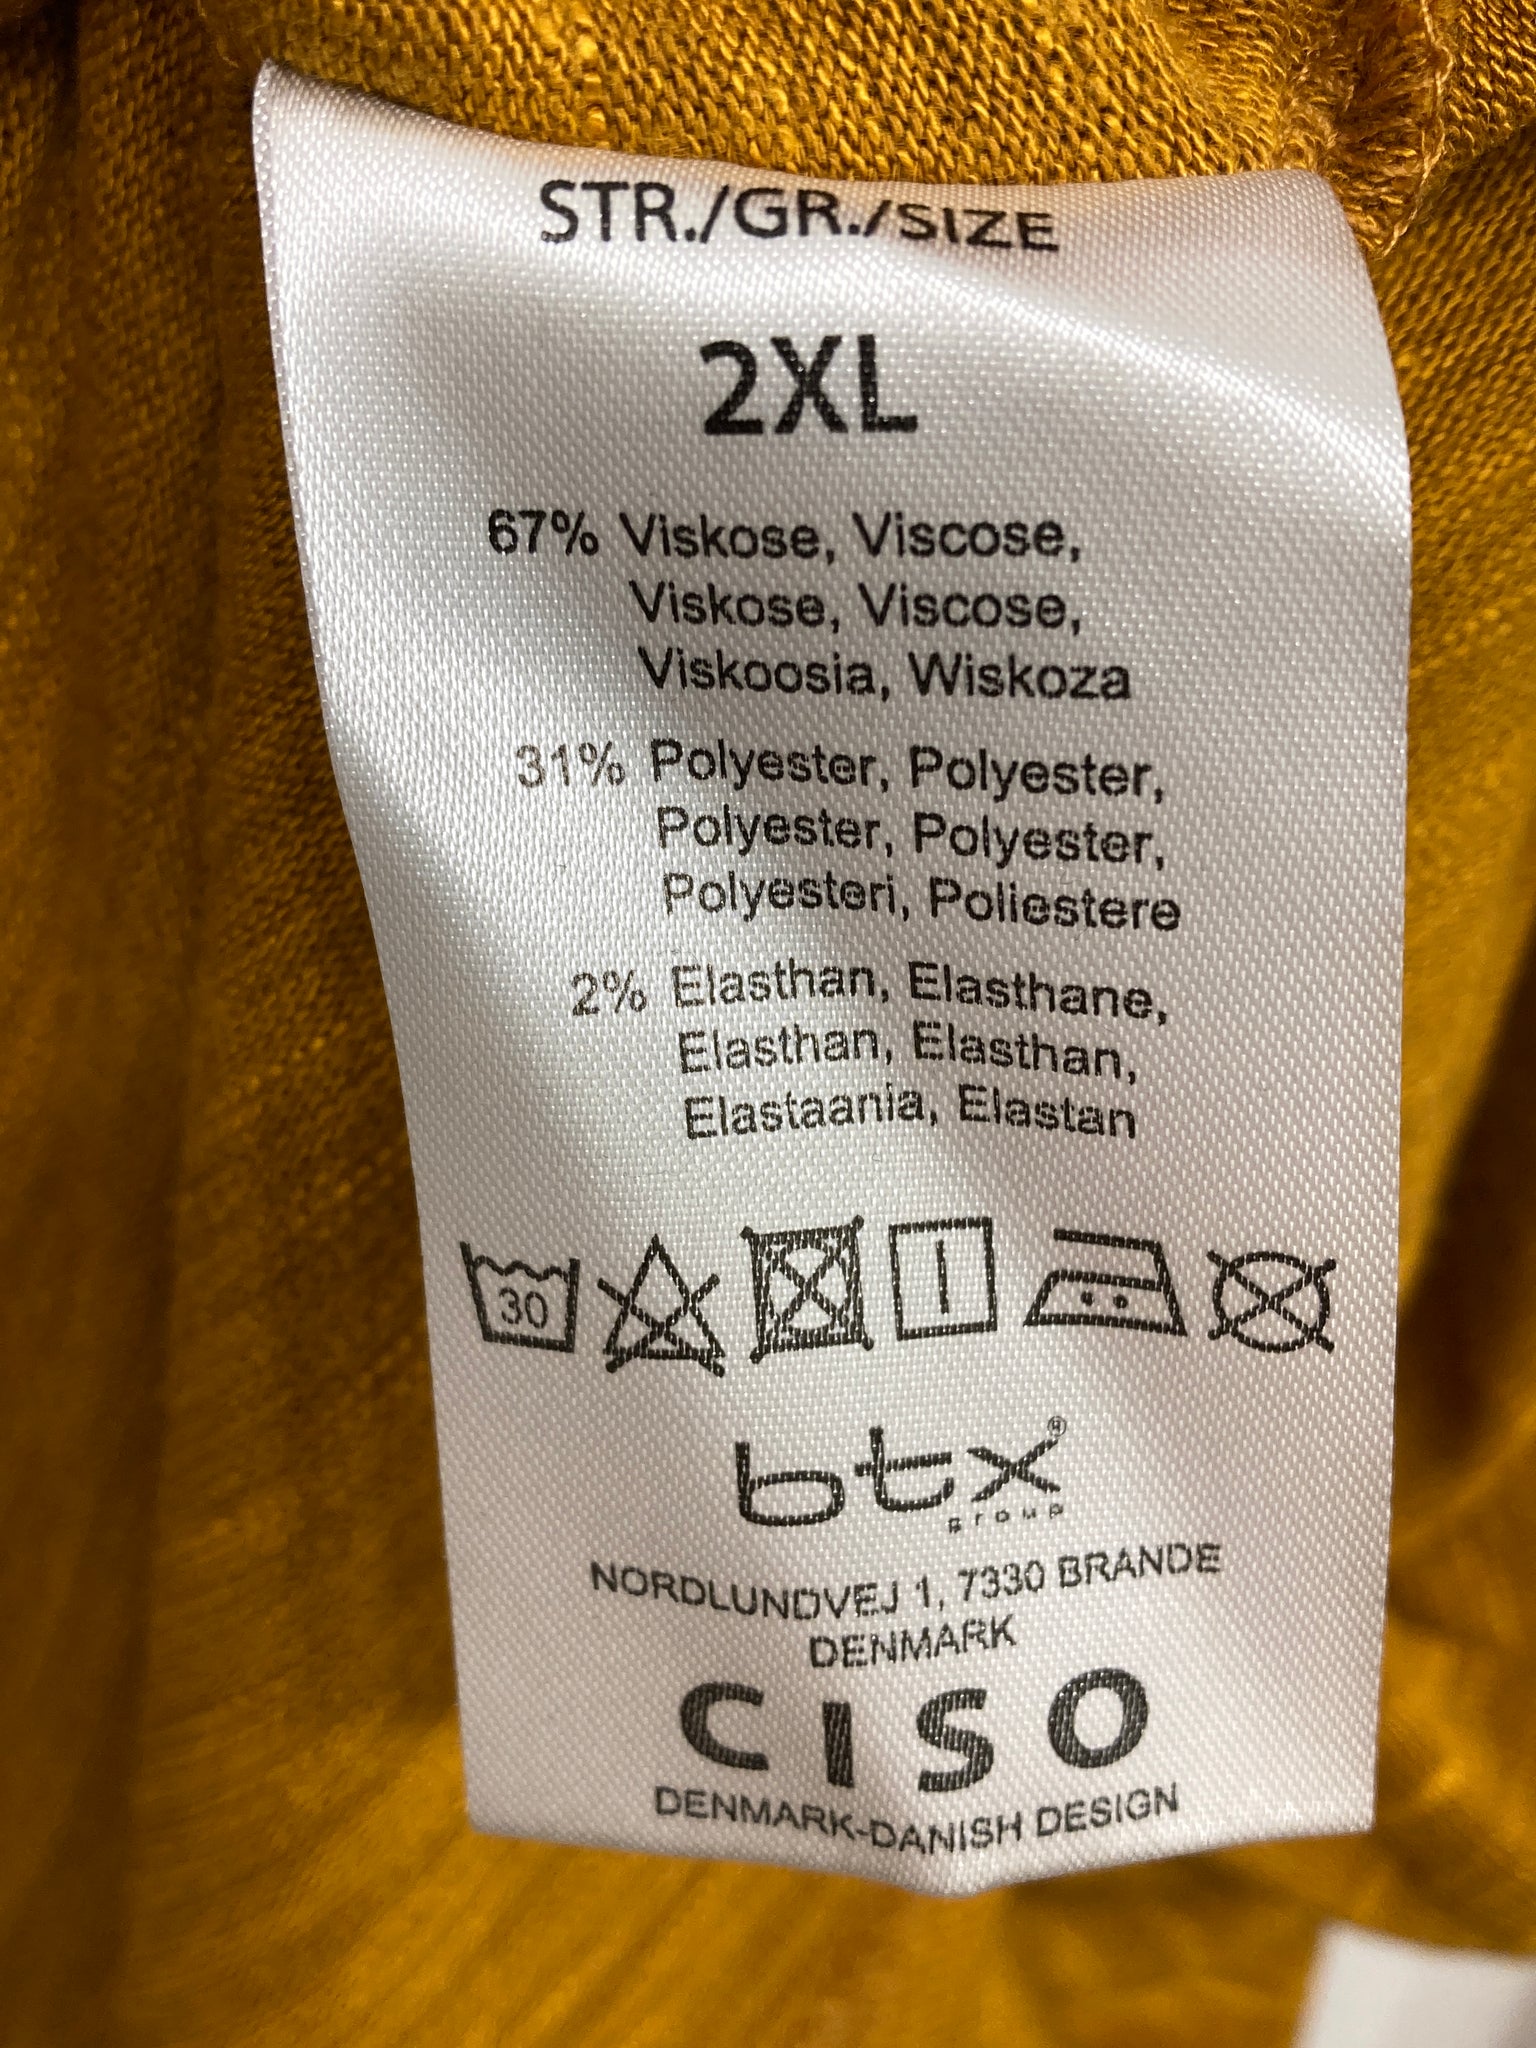 STR./GR./SIZE
2XL
67% Viskose, Viscose,
Viskose, Viscose,
Viskoosia, Wiskoza
31% Polyester, Polyester,
Polyester, Polyester,
Polyesteri, Poliestere
2% Elasthan, Elasthane,
Elasthan, Elasthan,
Elastaania, Elastan
30
btx®
group
NORDLUNDVEJ 1, 7330 BRANDE
DENMARK
CISO
DENMARK-DANISH DESIGN